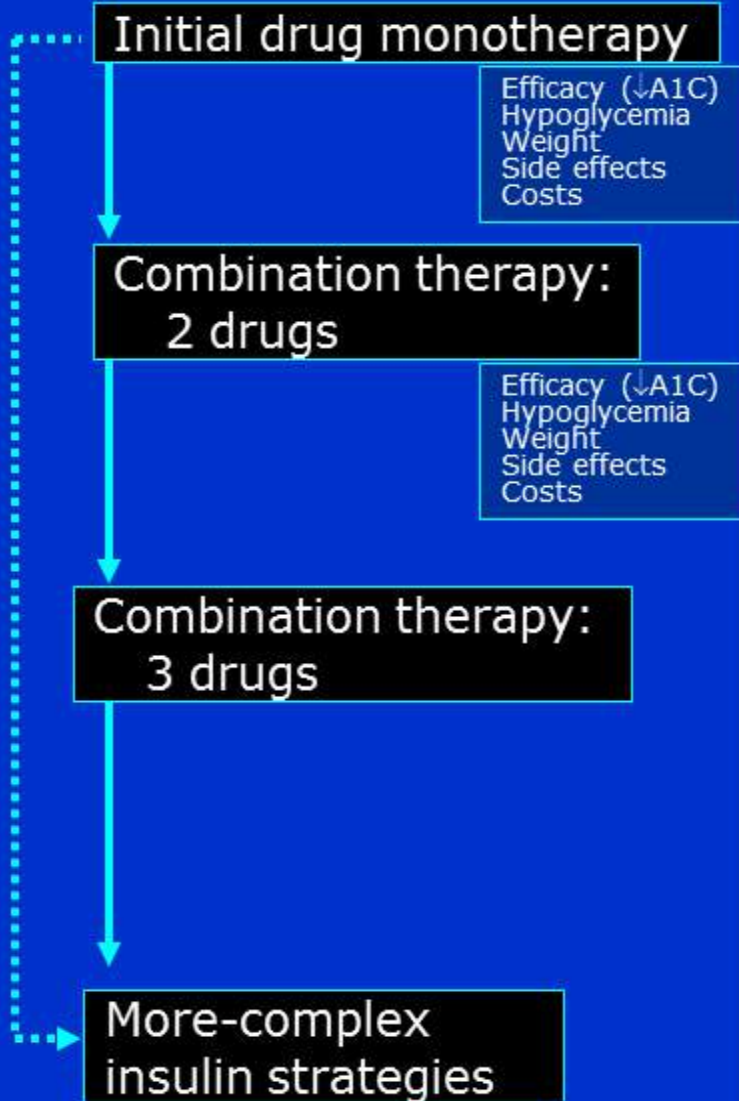 Initial drug monotherapy
Efficacy (↓A1C)
Hypoglycemia
Weight
Side effects
Costs
Combination therapy:
2 drugs
Efficacy (↓A1C)
Hypoglycemia
Weight
Side effects
Costs
Combination therapy:
3 drugs
More-complex
insulin strategies